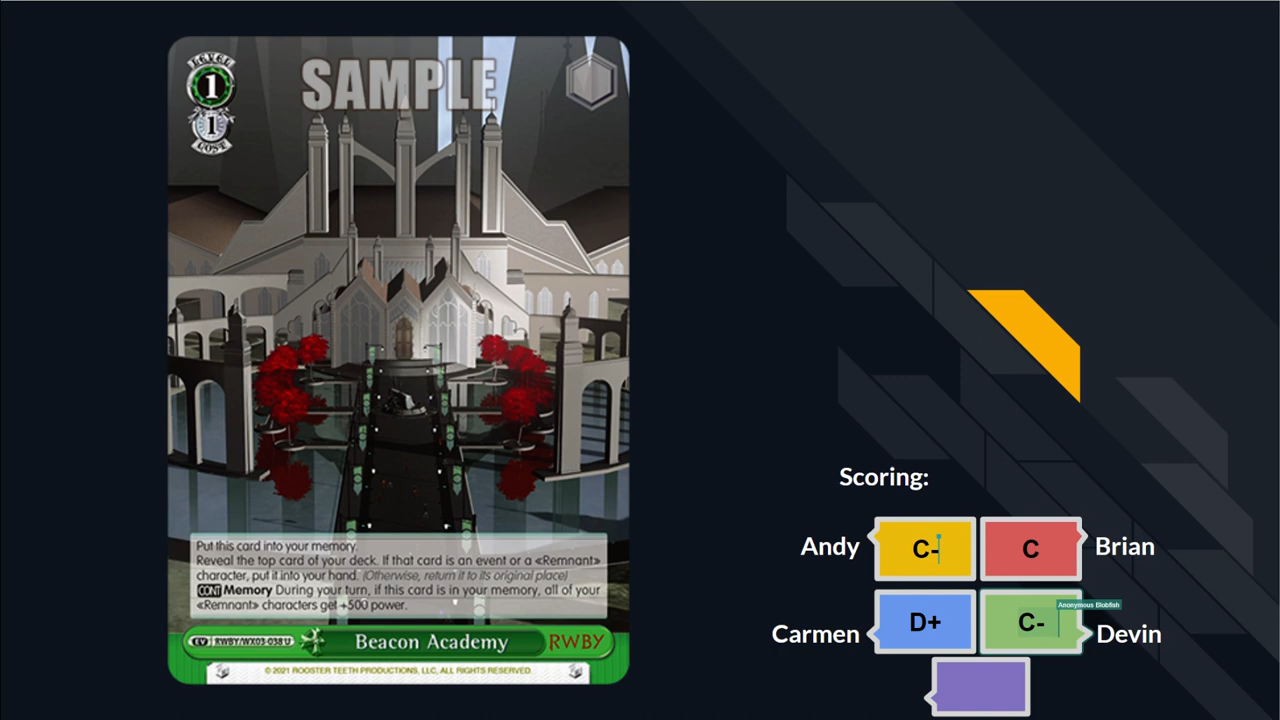 LEVEL
1
1
COST
SAMPLE
Put this card into your memory.
Reveal the top card of your deck. If that card is an event or a «Remnant»
character, put it into your hand. (Otherwise, return it to its original place)
CONT Memory During your turn, if this card is in your memory, all of your
«Remnant» characters get +500 power.
EV RWBY/WX03-038 U
Beacon Academy
RWBY
© 2021 ROOSTER TEETH PRODUCTIONS, LLC, ALL RIGHTS RESERVED.
Scoring:
Andy
C-
C
Brian
Anonymous Blobfish
Carmen
D+
C-
Devin